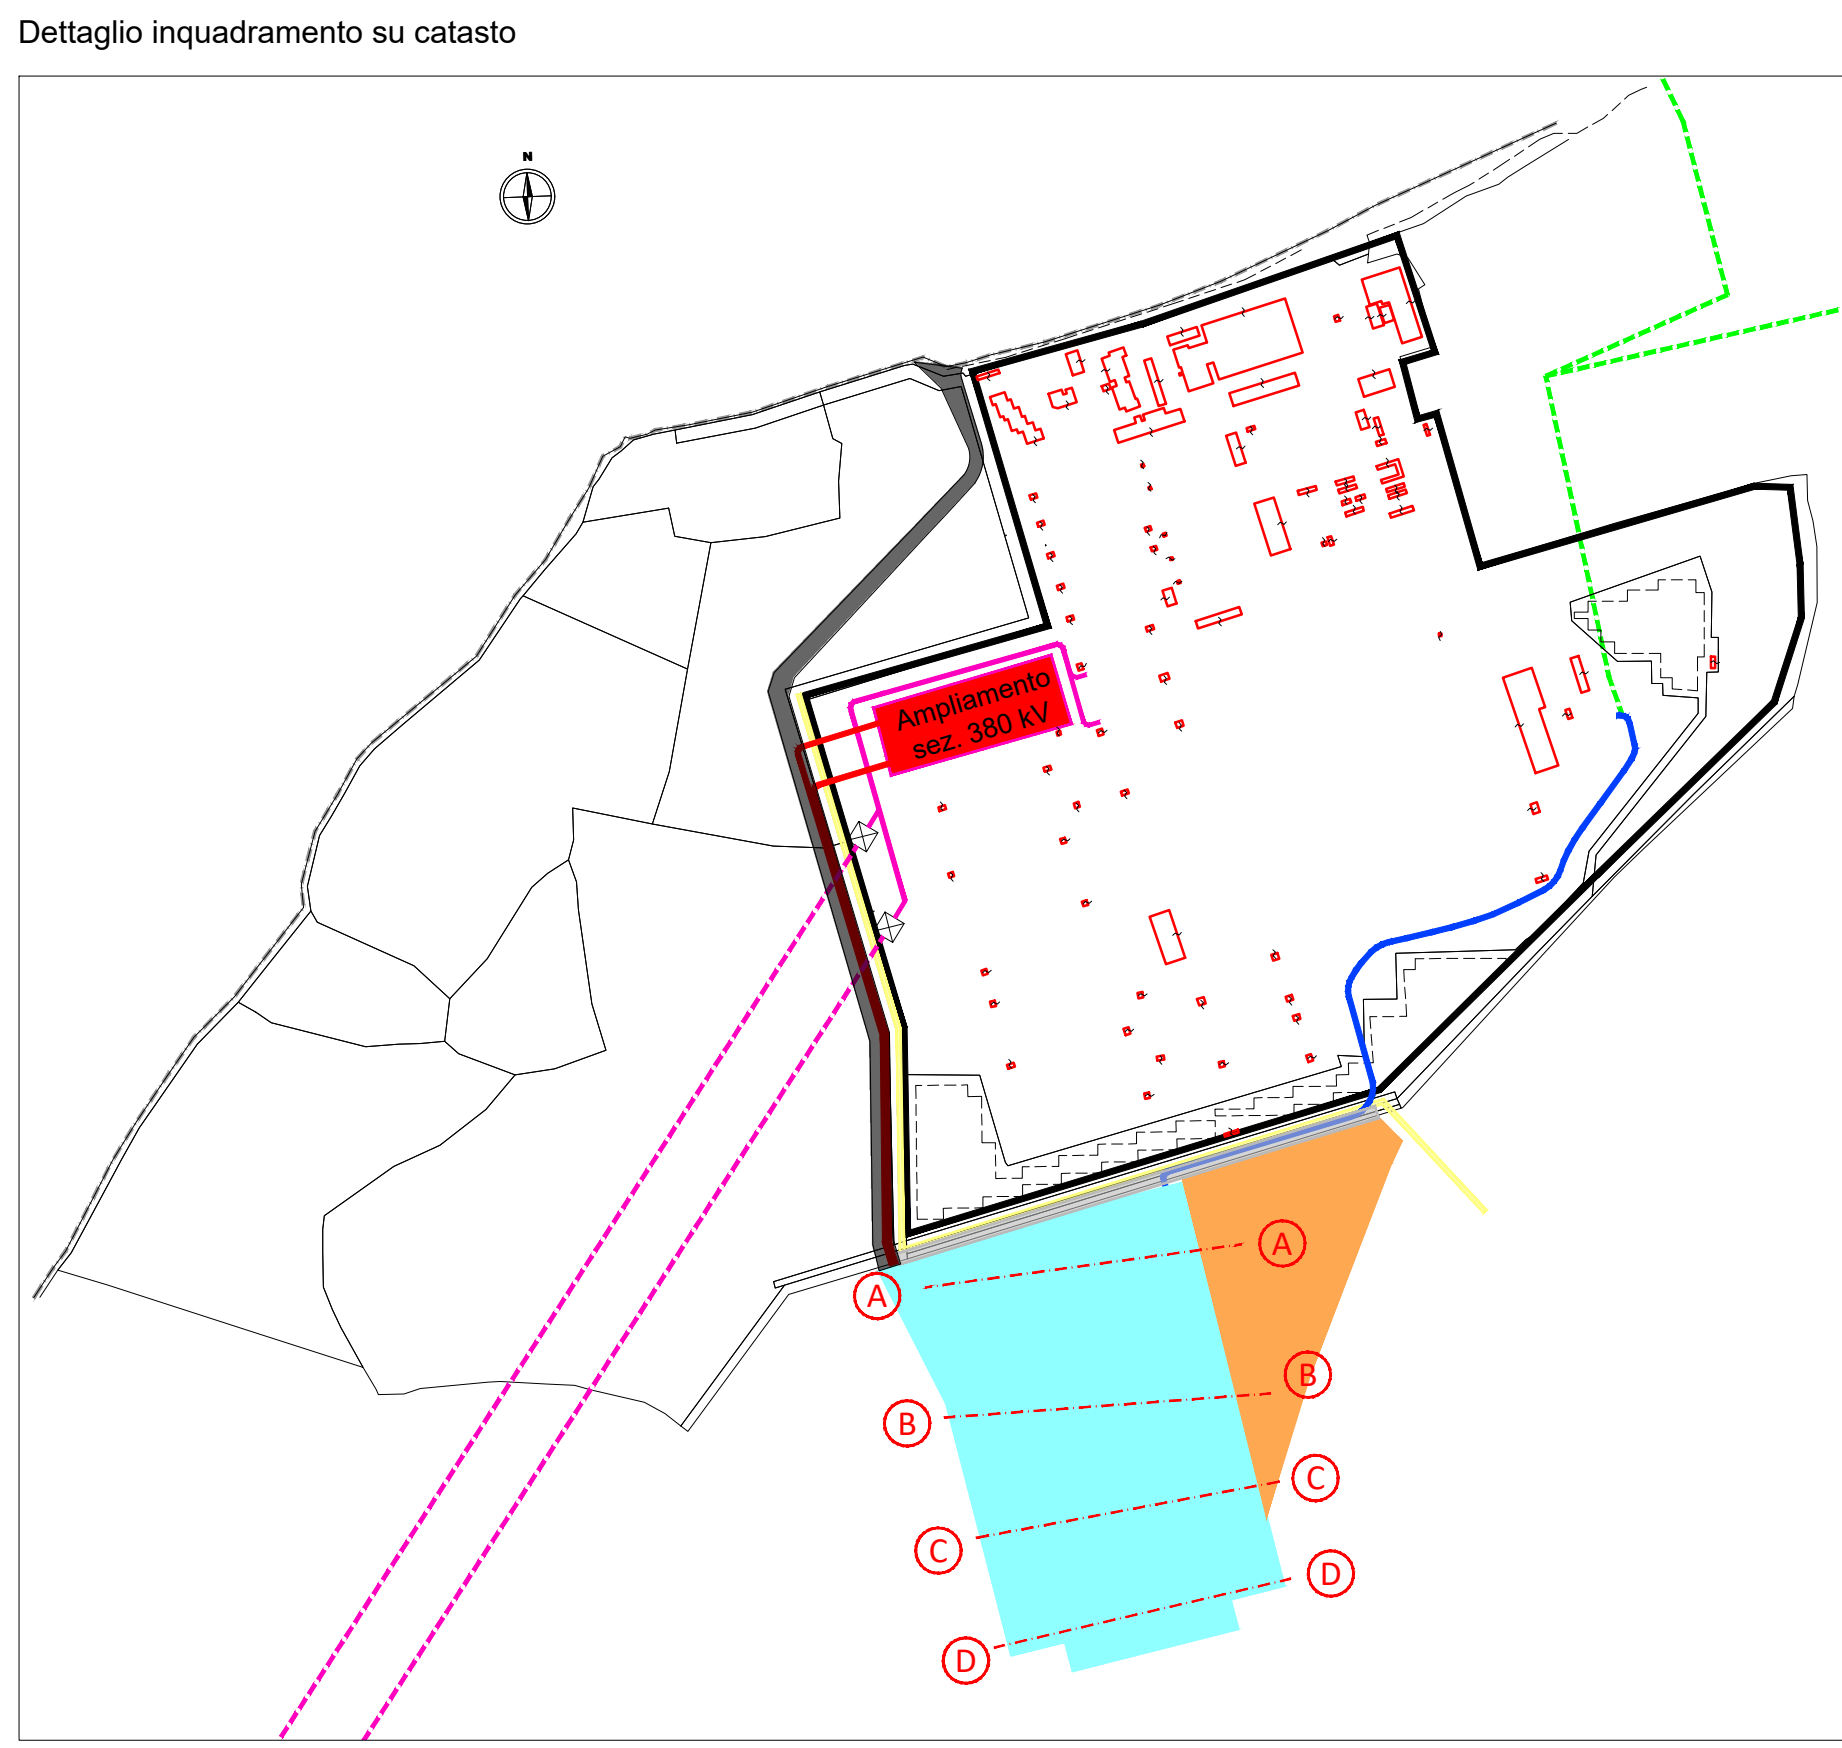 Dettaglio inquadramento su catasto
N
Ampliamento
sez. 380 kV
A
A
B
B
C
C
D
D